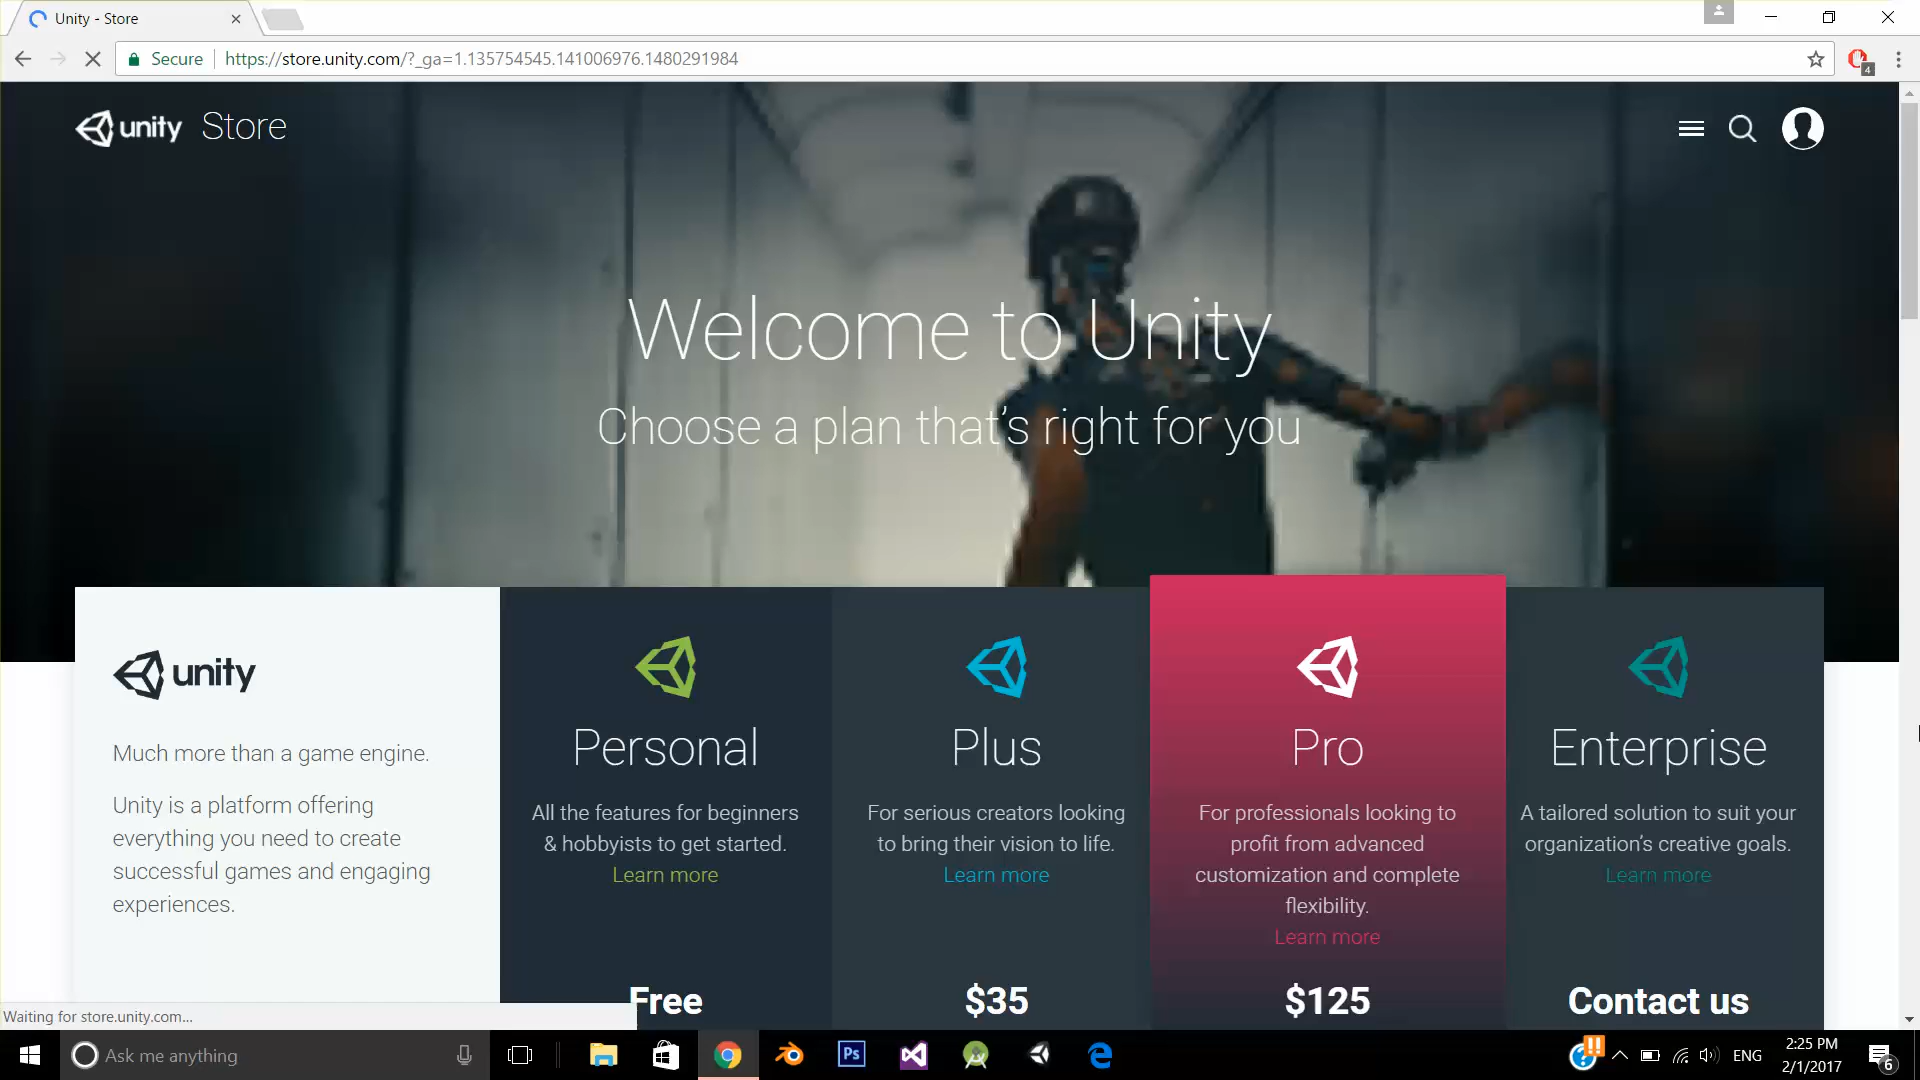 Unity - Store
Secure
https://store.unity.com/?_ga=1.135754545.141006976.1480291984
4
unity Store
Welcome to Unity
Choose a plan that's right for you
unity
Much more than a game engine.
Unity is a platform offering
everything you need to create
successful games and engaging
experiences.
Personal
All the features for beginners
& hobbyists to get started.
Learn more
Free
Plus
For serious creators looking
to bring their vision to life.
Learn more
$35
Pro
For professionals looking to
profit from advanced
customization and complete
flexibility.
Learn more
$125
Enterprise
A tailored solution to suit your
organization's creative goals.
Learn more
Contact us
Waiting for store.unity.com...
Ask me anything
Ps
ENG
2:25 PM
2/1/2017
6